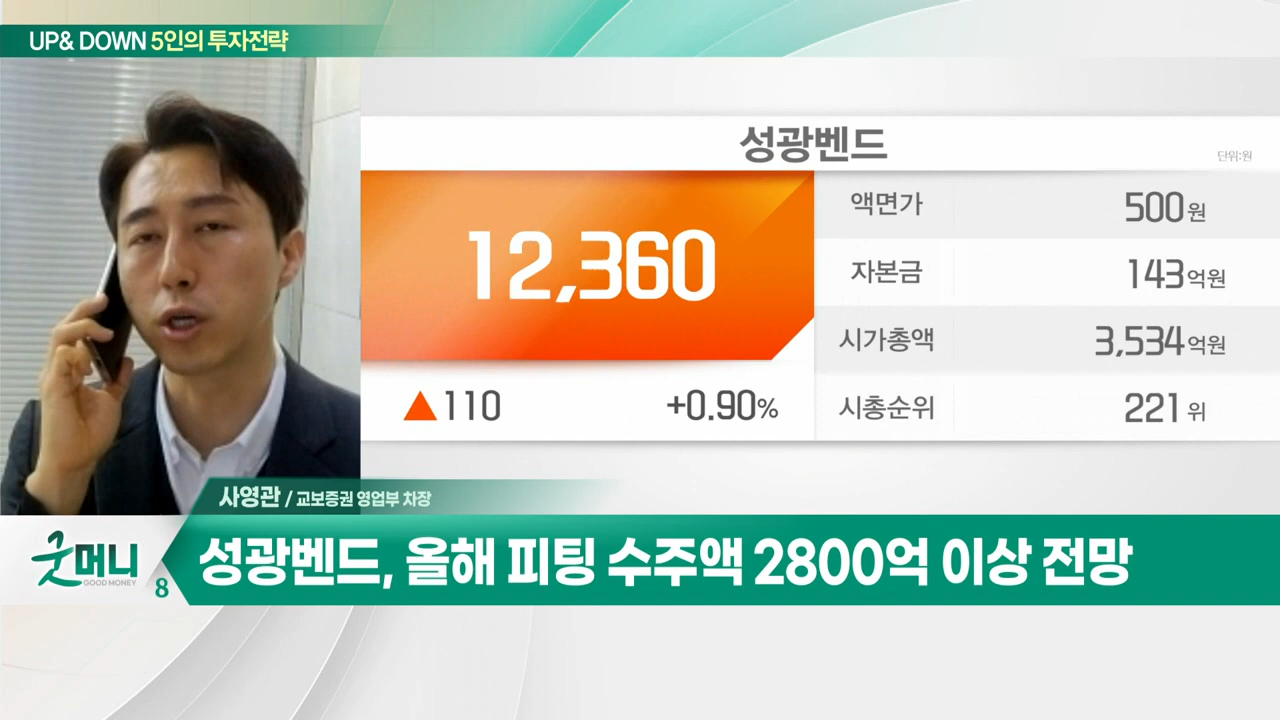 UP& DOWN 5인의 투자전략
성광벤드
단위:원
12,360
▲110 +0.90%
액면가 500원
자본금 143억원
시가총액 3,534억원
시총순위 221위
사영관 / 교보증권 영업부 차장
굿머니
GOOD MONEY
8
성광벤드, 올해 피팅 수주액 2800억 이상 전망